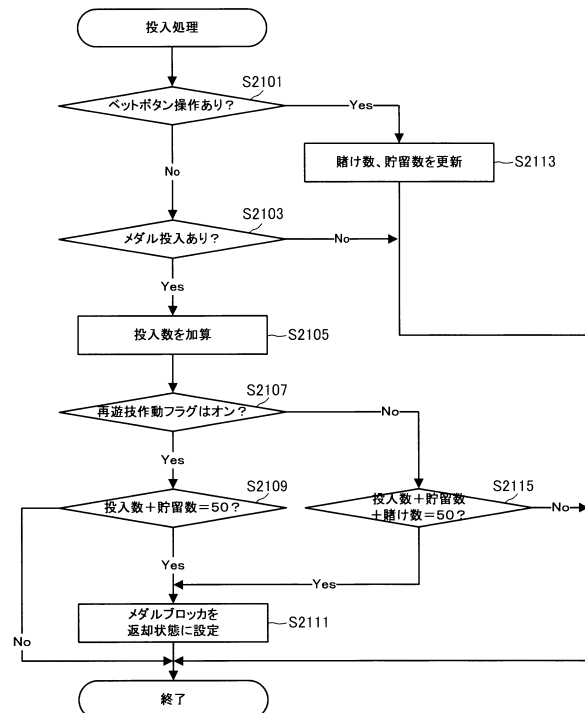 投入処理
S2101
ベットボタン操作あり?
Yes
賭け数、貯留数を更新
S2113
No
S2103
メダル投入あり?
No
Yes
投入数を加算
S2105
S2107
再遊技作動フラグはオン?
No
Yes
S2109
投入数+貯留数=50?
S2115
投入数+貯留数
+賭け数=50?
No
Yes
Yes
メダルブロッカを
返却状態に設定
S2111
No
終了